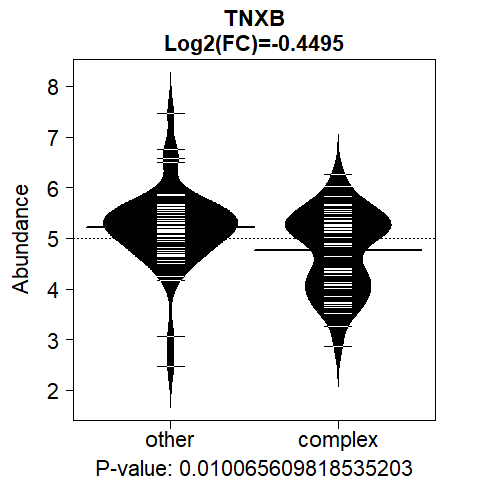 TNXB
Log2(FC)=-0.4495
Abundance
8
7
6
5
4
3
2
other
complex
P-value: 0.010065609818535203